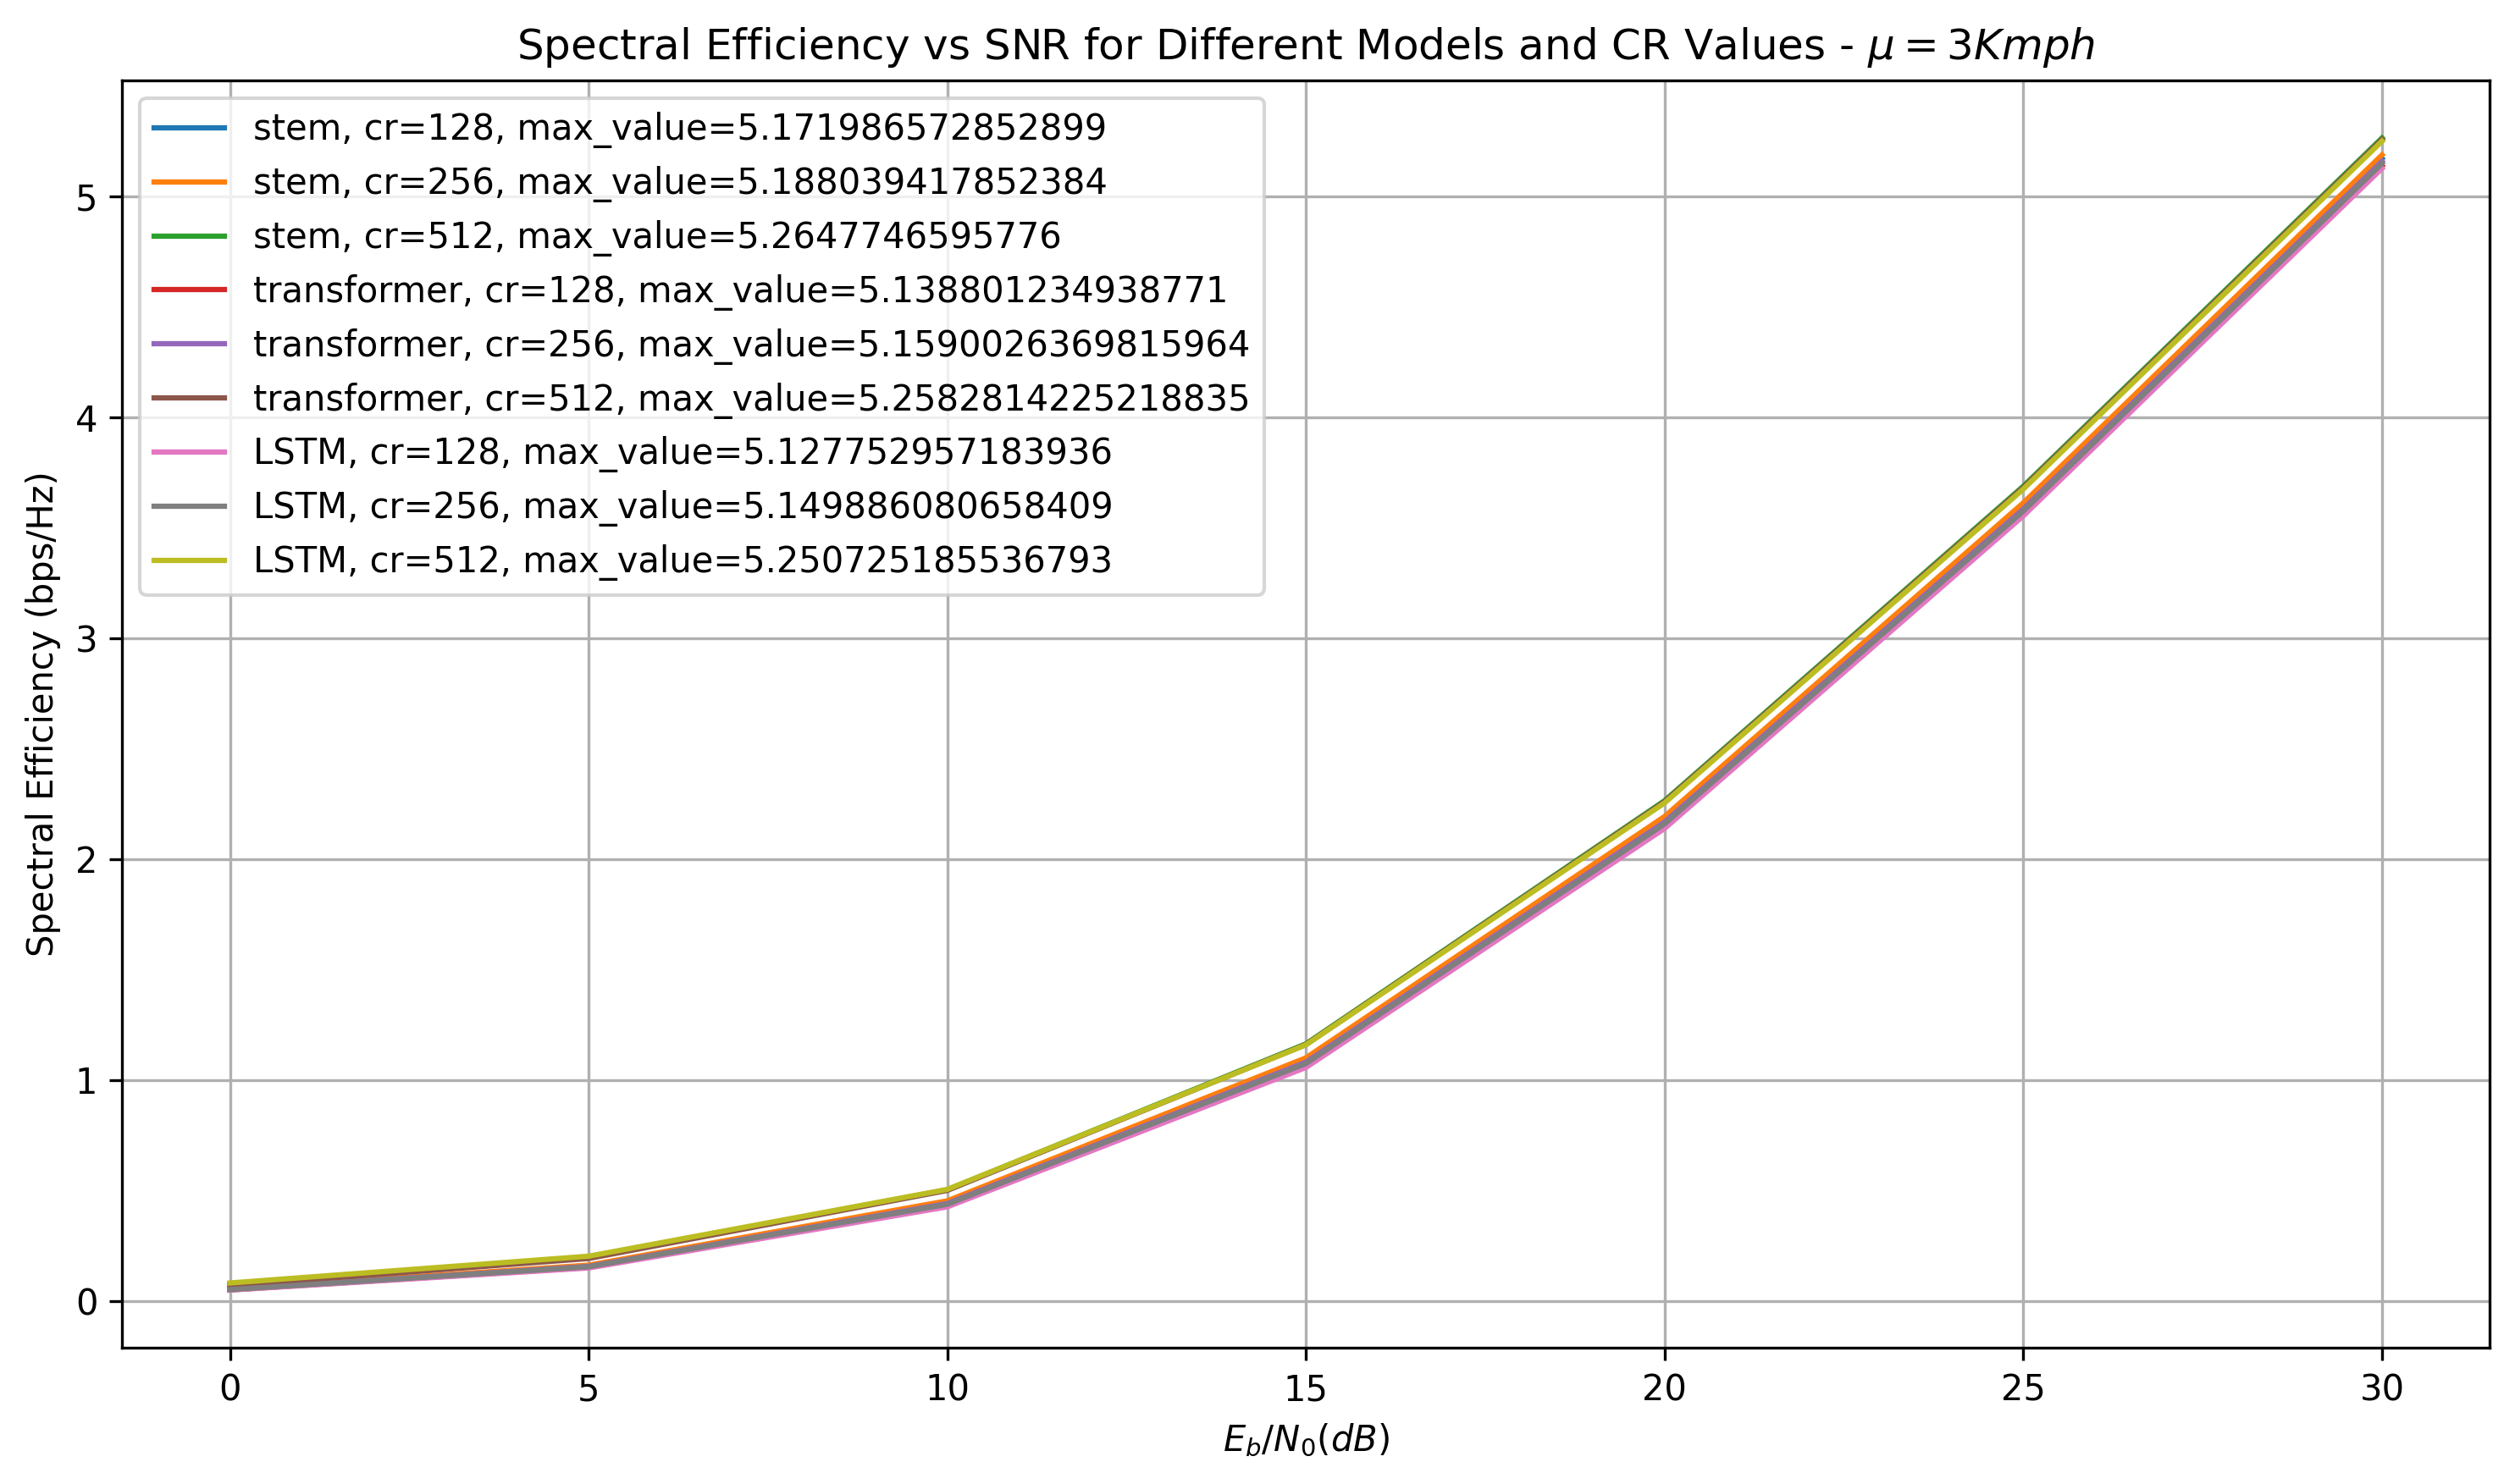 Spectral Efficiency vs SNR for Different Models and CR Values - μ = 3Kmph
stem, cr=128, max_value=5.171986572852899
stem, cr=256, max_value=5.188039417852384
stem, cr=512, max_value=5.2647746595776
transformer, cr=128, max_value=5.138801234938771
transformer, cr=256, max_value=5.1590026369815964
transformer, cr=512, max_value=5.2582814225218835
LSTM, cr=128, max_value=5.127752957183936
LSTM, cr=256, max_value=5.149886080658409
LSTM, cr=512, max_value=5.250725185536793
Spectral Efficiency (bps/Hz)
5
4
3
2
1
0
0 5 10 15 20 25 30
E_b/N_0(dB)